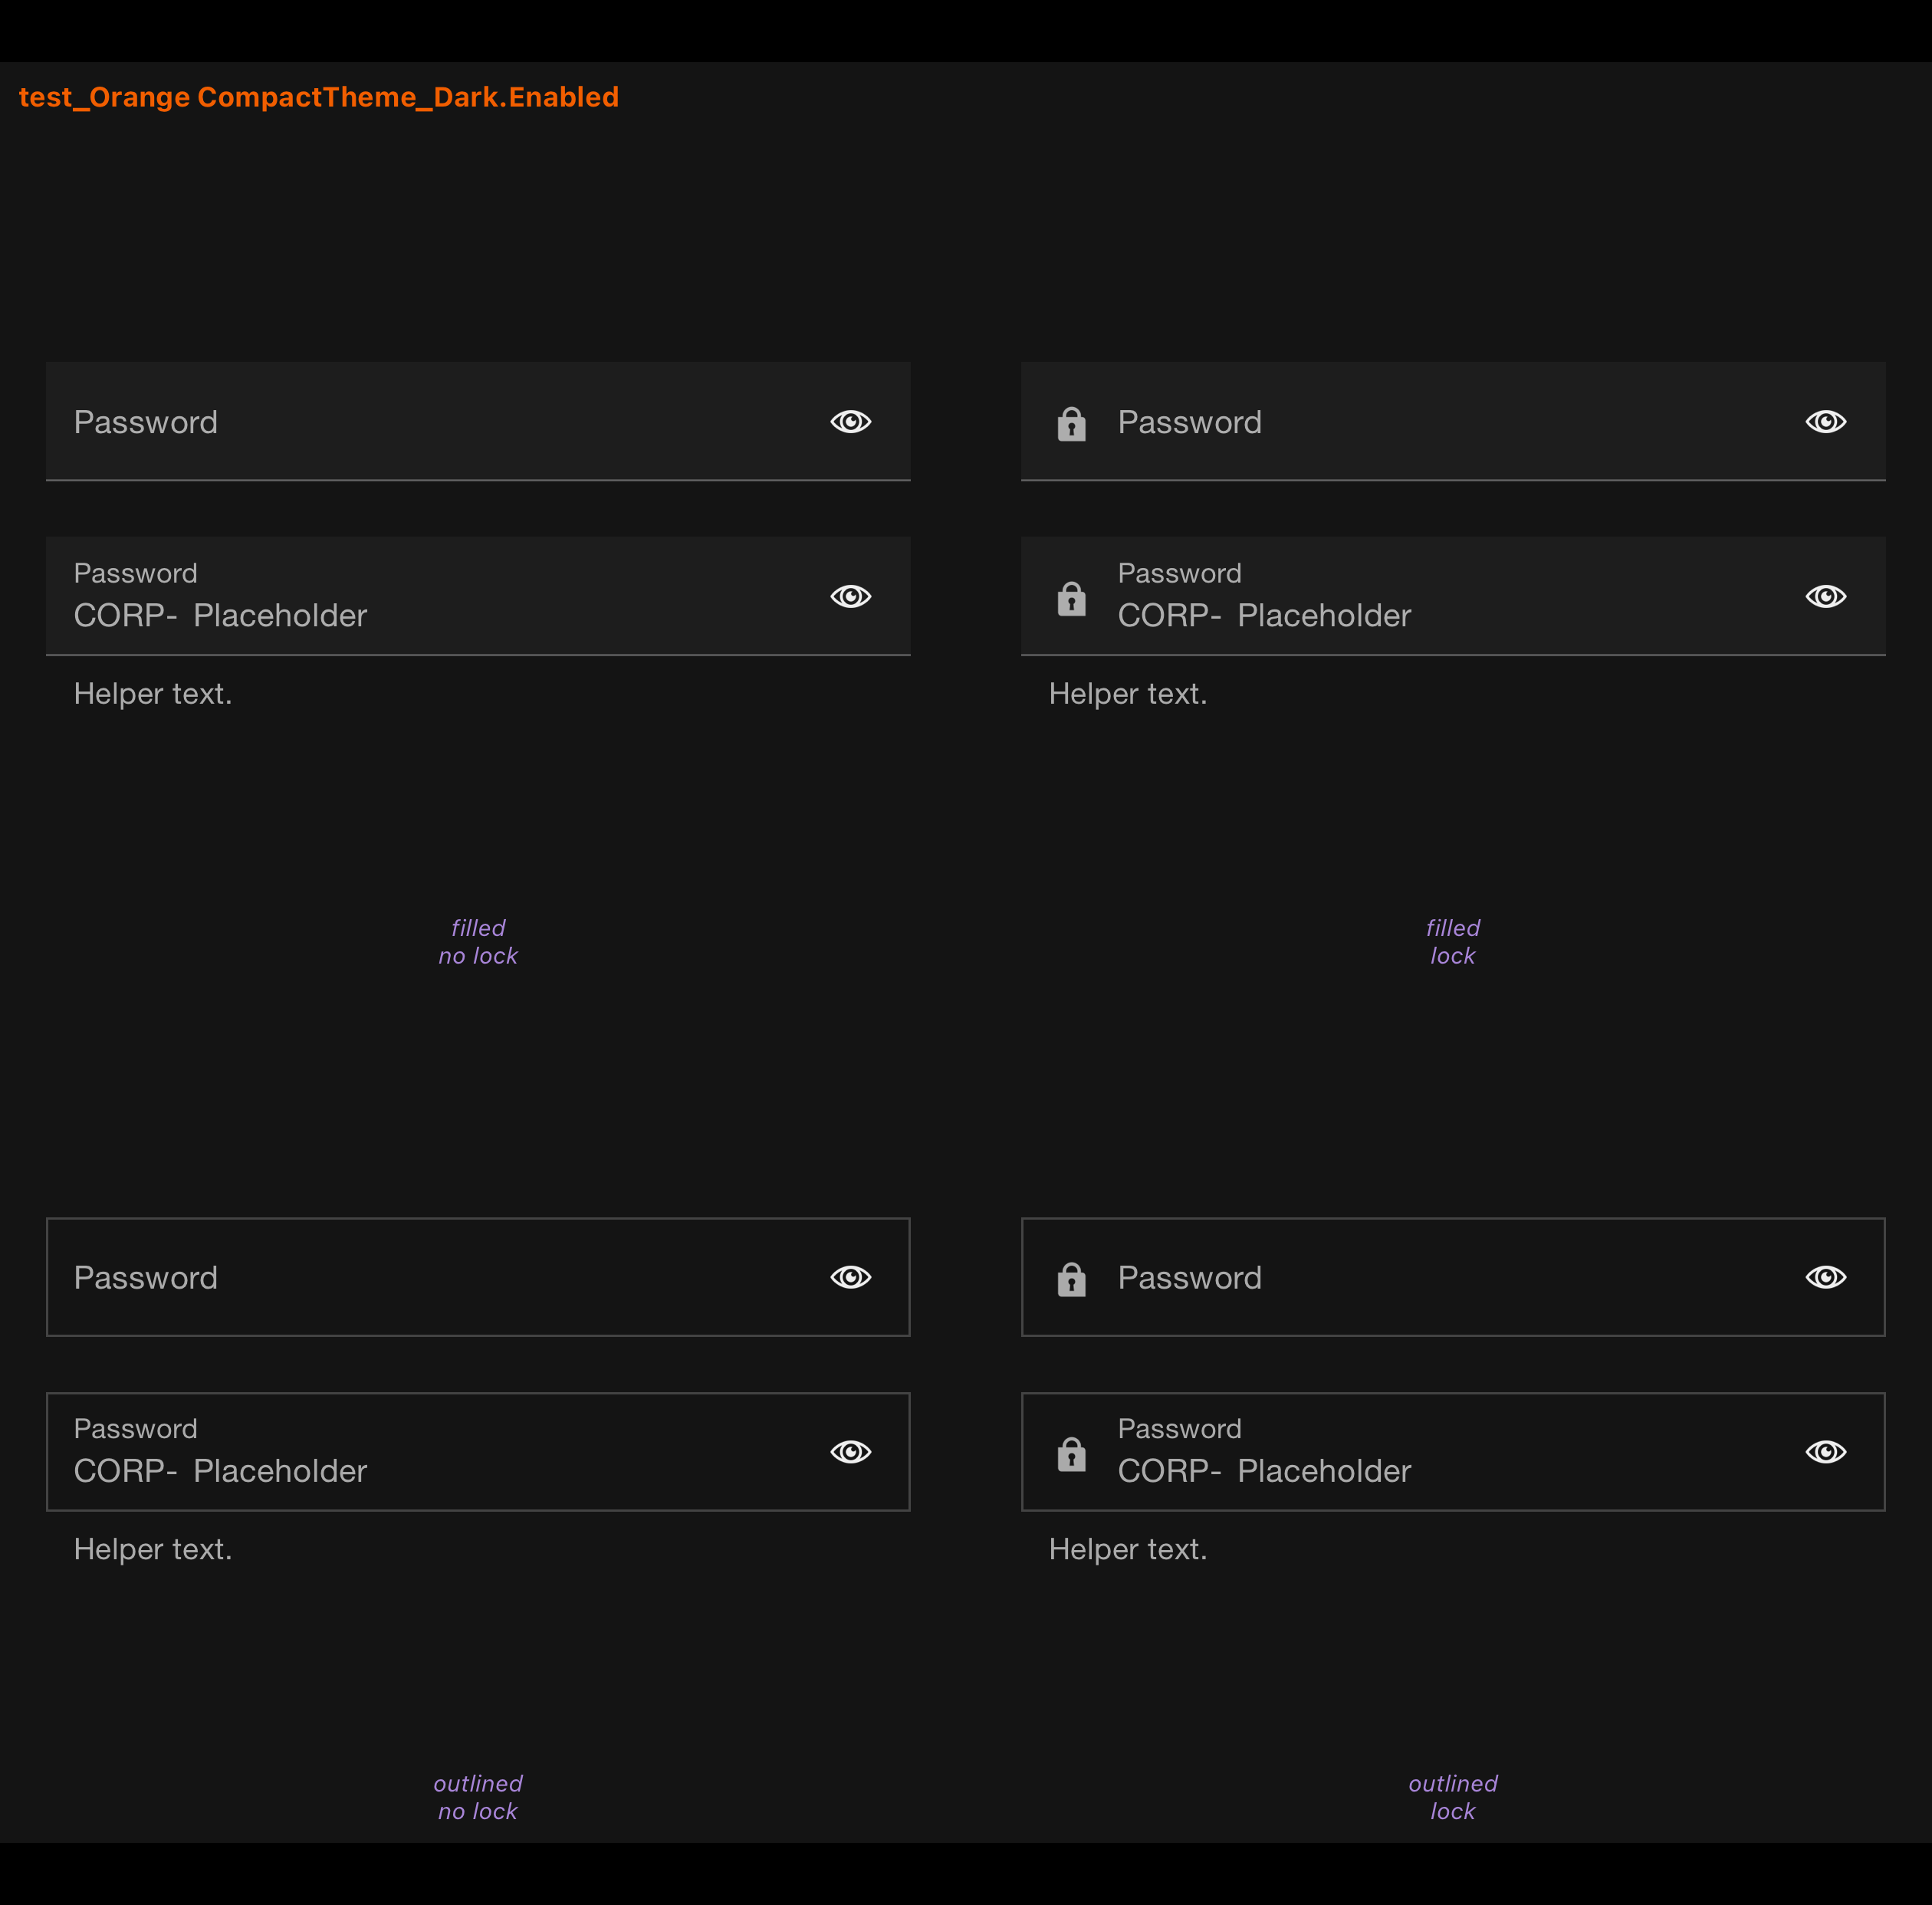 test_Orange CompactTheme_Dark.Enabled
Password
Password
Password
CORP- Placeholder
Helper text.
Password
CORP- Placeholder
Helper text.
filled
no lock
filled
lock
Password
Password
Password
CORP- Placeholder
Helper text.
Password
CORP- Placeholder
Helper text.
outlined
no lock
outlined
lock